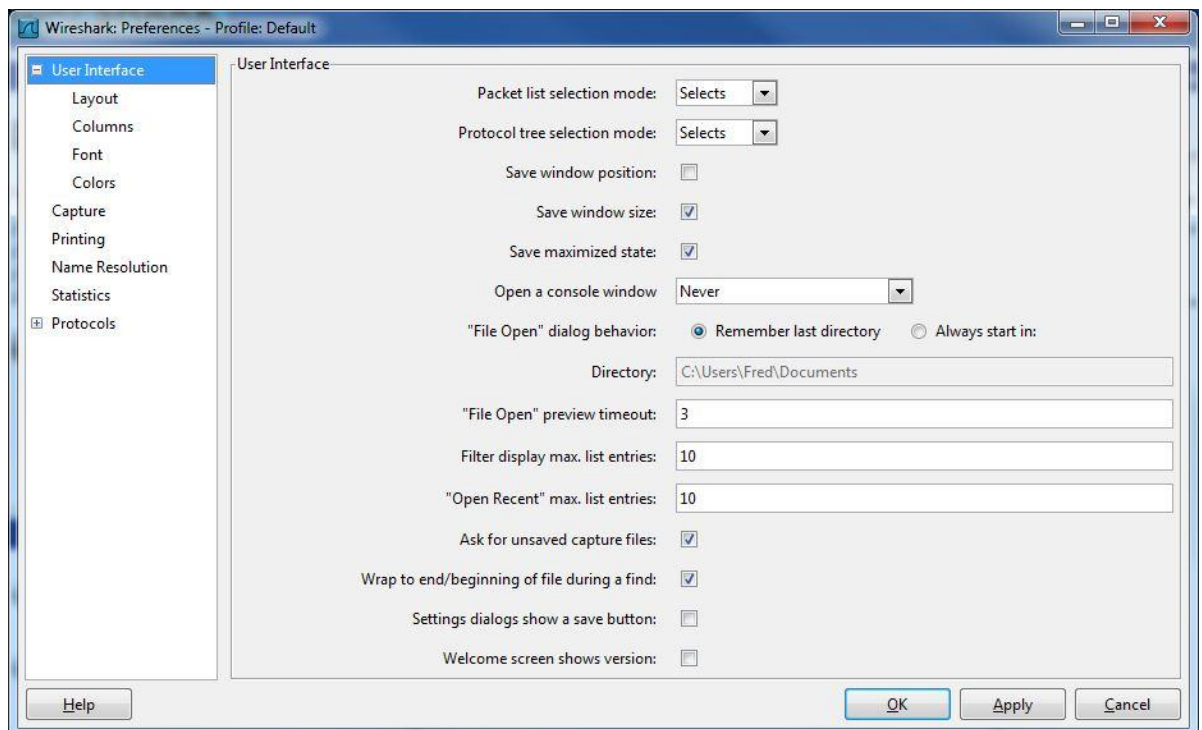 Wireshark: Preferences - Profile: Default
User Interface
Layout
Columns
Font
Colors
Capture
Printing
Name Resolution
Statistics
Protocols
User Interface
Packet list selection mode: Selects
Protocol tree selection mode: Selects
Save window position:
Save window size:
Save maximized state:
Open a console window Never
"File Open" dialog behavior: Remember last directory Always start in:
Directory: C:\Users\Fred\Documents
"File Open" preview timeout: 3
Filter display max. list entries: 10
"Open Recent" max. list entries: 10
Ask for unsaved capture files:
Wrap to end/beginning of file during a find:
Settings dialogs show a save button:
Welcome screen shows version:
Help OK Apply Cancel